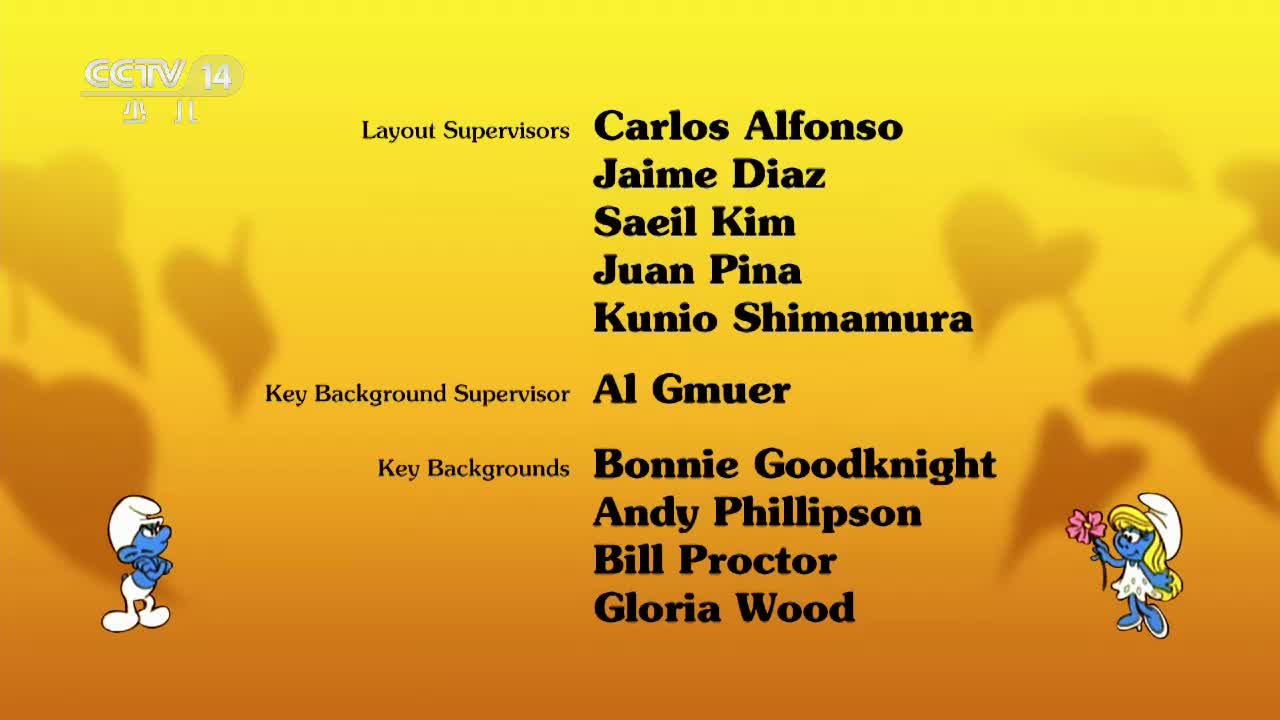 CCTV 14
少儿
Layout Supervisors Carlos Alfonso
Jaime Diaz
Saeil Kim
Juan Pina
Kunio Shimamura
Key Background Supervisor Al Gmuer
Key Backgrounds Bonnie Goodknight
Andy Phillipson
Bill Proctor
Gloria Wood